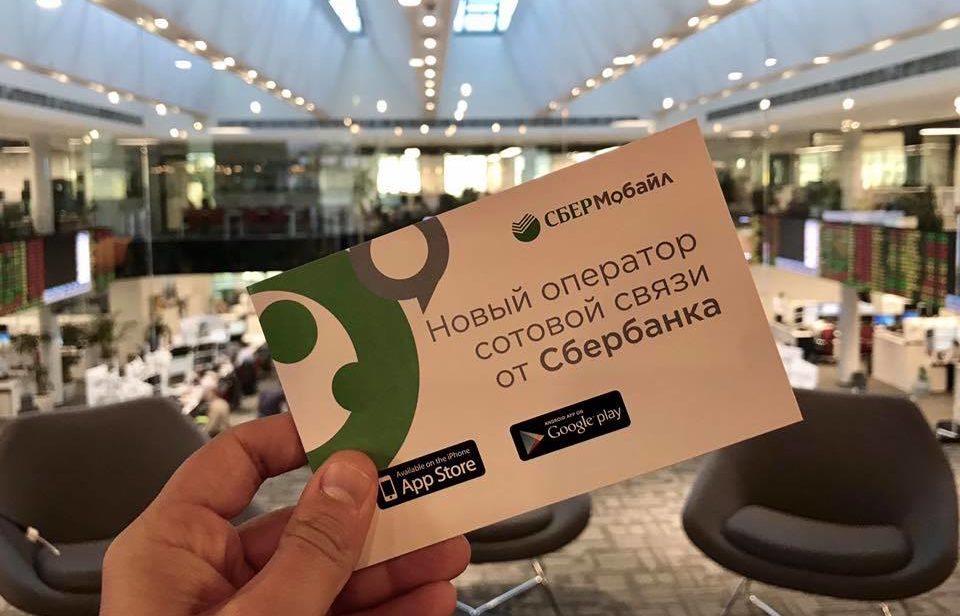 СБЕРМобайл
Новый оператор
сотовой связи
от Сбербанка
Available on the iPhone
App Store
ANDROID APP ON
Google play